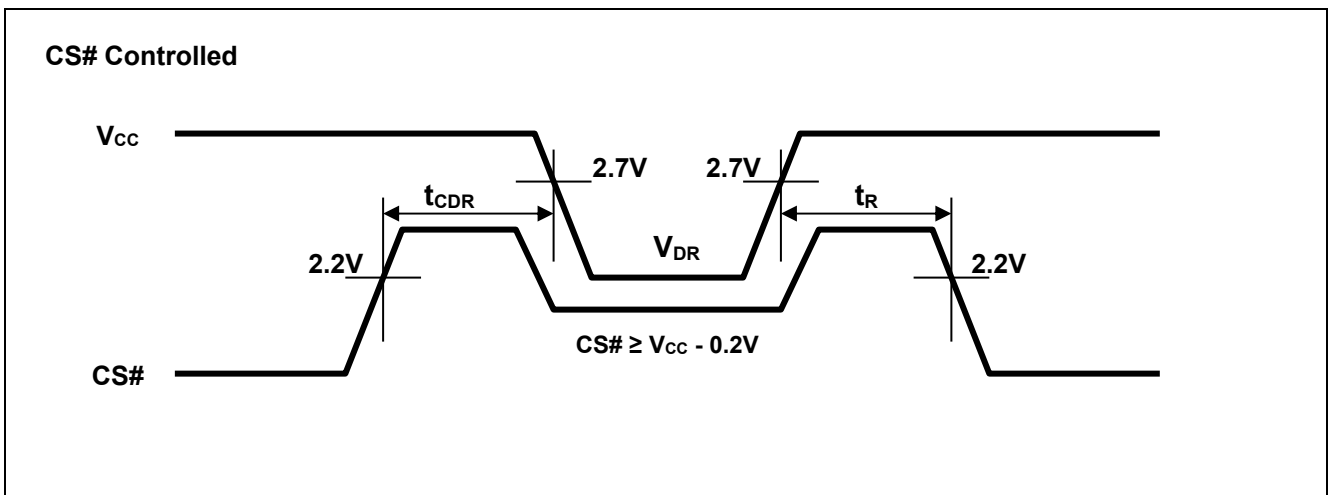 CS# Controlled
Vcc
2.7V 2.7V
tCDR tR
2.2V VDR 2.2V
CS# ≥ Vcc - 0.2V
CS#